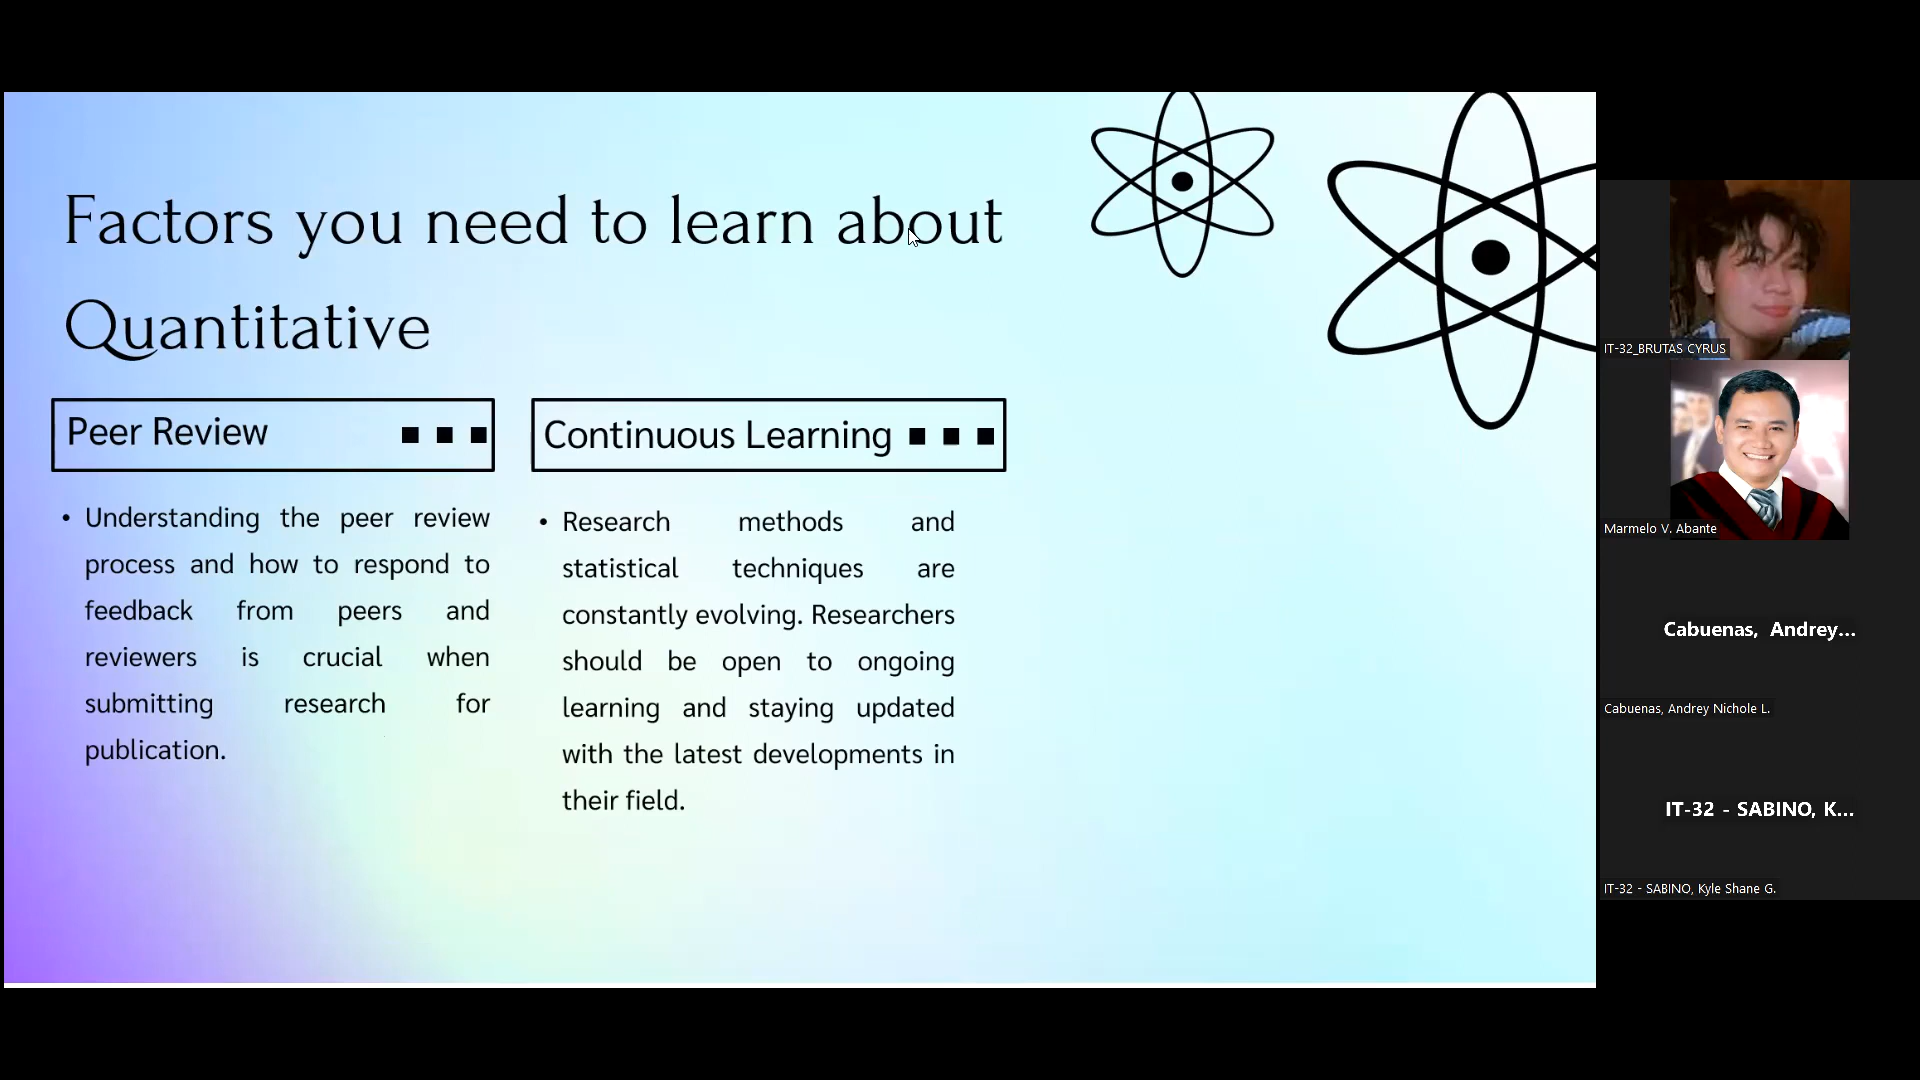 Factors you need to learn about
Quantitative
Peer Review
• Understanding the peer review
process and how to respond to
feedback from peers and
reviewers is crucial when
submitting research for
publication.
Continuous Learning
• Research methods and
statistical techniques are
constantly evolving. Researchers
should be open to ongoing
learning and staying updated
with the latest developments in
their field.
IT-32_BRUTAS CYRUS
Marmelo V. Abante
Cabuenas, Andrey...
Cabuenas, Andrey Nichole L.
IT-32 - SABINO, K...
IT-32 - SABINO, Kyle Shane G.